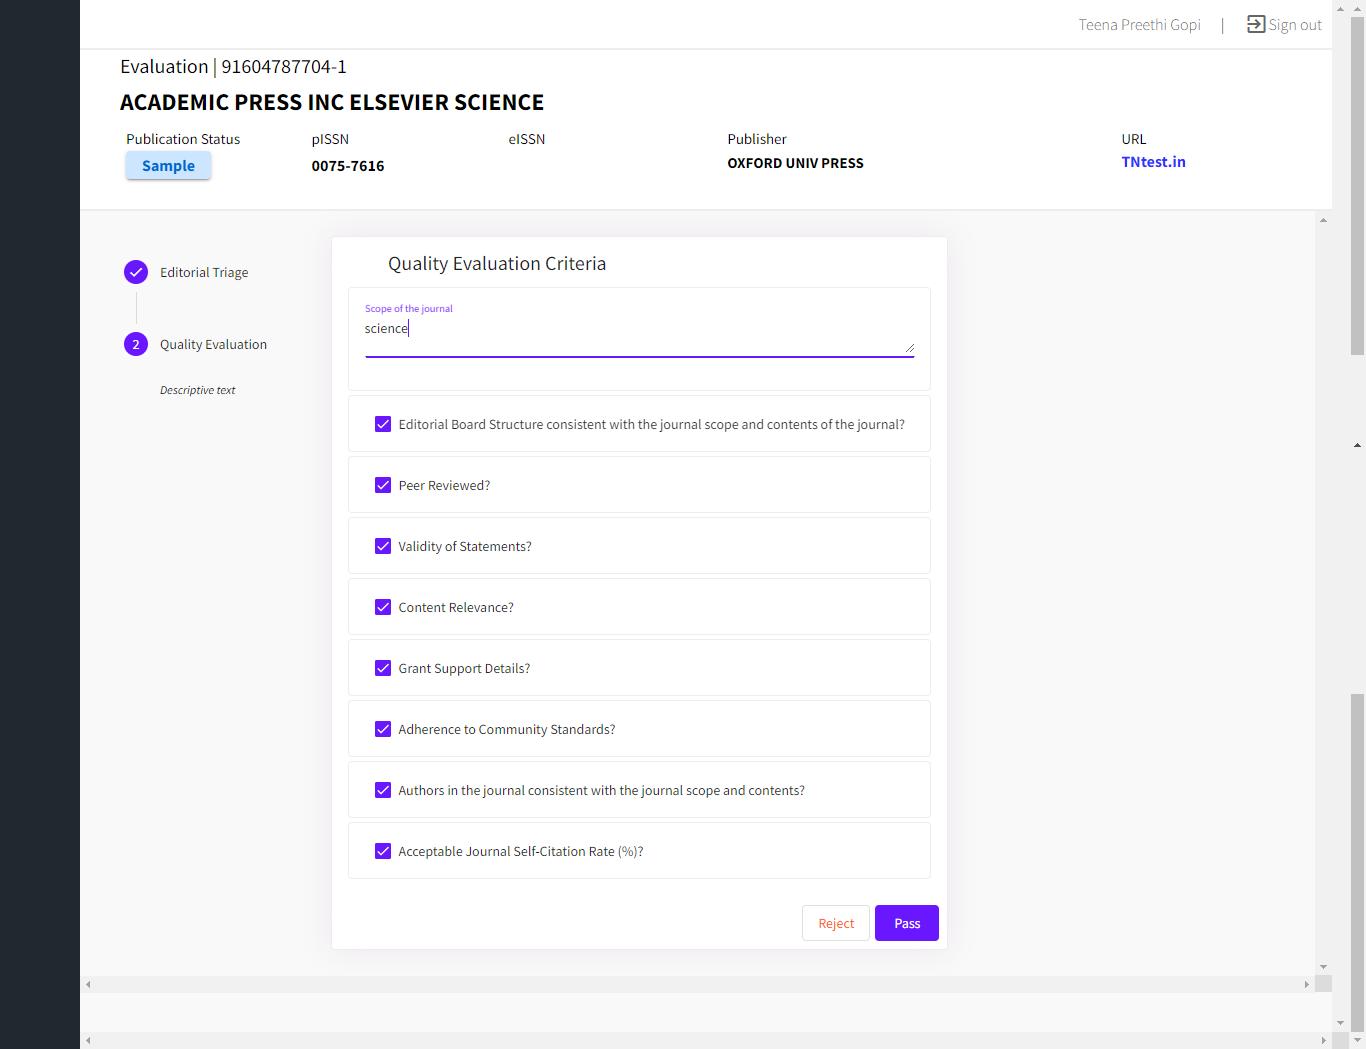 Teena Preethi Gopi | Sign out
Evaluation | 91604787704-1
ACADEMIC PRESS INC ELSEVIER SCIENCE
Publication Status pISSN eISSN Publisher URL
Sample 0075-7616 OXFORD UNIV PRESS TNtest.in
Editorial Triage
2 Quality Evaluation
Descriptive text
Quality Evaluation Criteria
Scope of the journal
science
Editorial Board Structure consistent with the journal scope and contents of the journal?
Peer Reviewed?
Validity of Statements?
Content Relevance?
Grant Support Details?
Adherence to Community Standards?
Authors in the journal consistent with the journal scope and contents?
Acceptable Journal Self-Citation Rate (%)?
Reject Pass